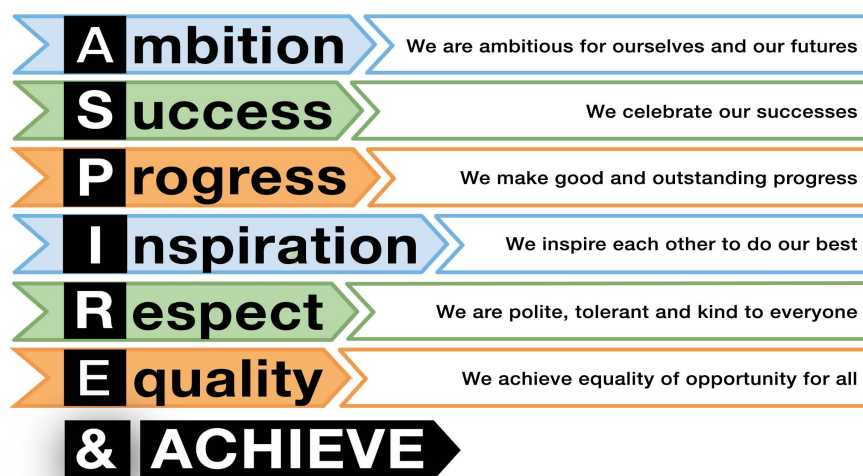 Ambition We are ambitious for ourselves and our futures
Success We celebrate our successes
Progress We make good and outstanding progress
Inspiration We inspire each other to do our best
Respect We are polite, tolerant and kind to everyone
Equality We achieve equality of opportunity for all
& ACHIEVE